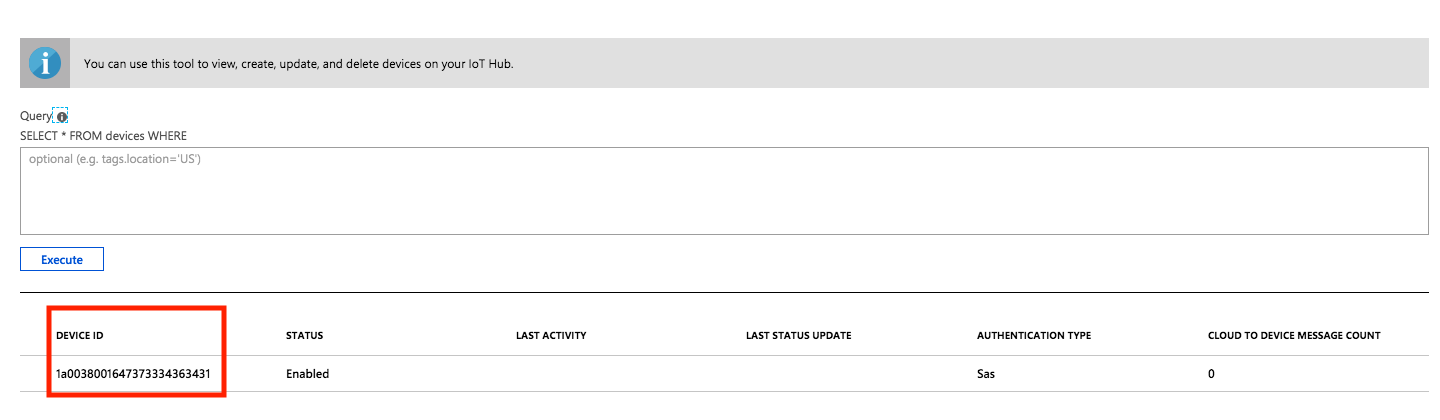 You can use this tool to view, create, update, and delete devices on your IoT Hub.
Query
SELECT * FROM devices WHERE
optional (e.g. tags.location='US')
Execute
DEVICE ID STATUS LAST ACTIVITY LAST STATUS UPDATE AUTHENTICATION TYPE CLOUD TO DEVICE MESSAGE COUNT
1a0038001647373334363431 Enabled Sas 0